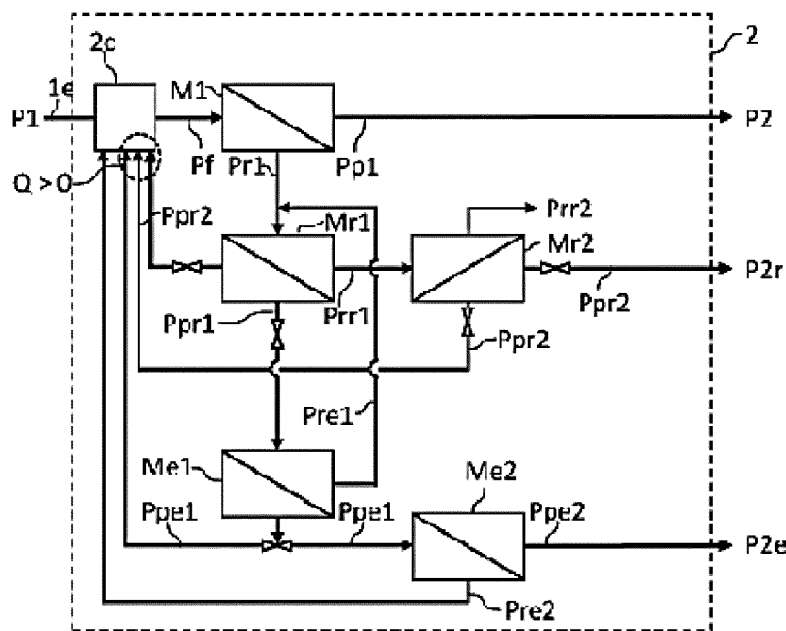 2c
2
1e
M1
P1
P2
Pf
Pr1
Pp1
Q > 0
Ppr2
Mr1
Prr2
Mr2
P2r
Ppr1
Prr1
Ppr2
Ppr2
Pre1
Me1
Me2
Ppe1
Ppe1
Ppe2
P2e
Pre2